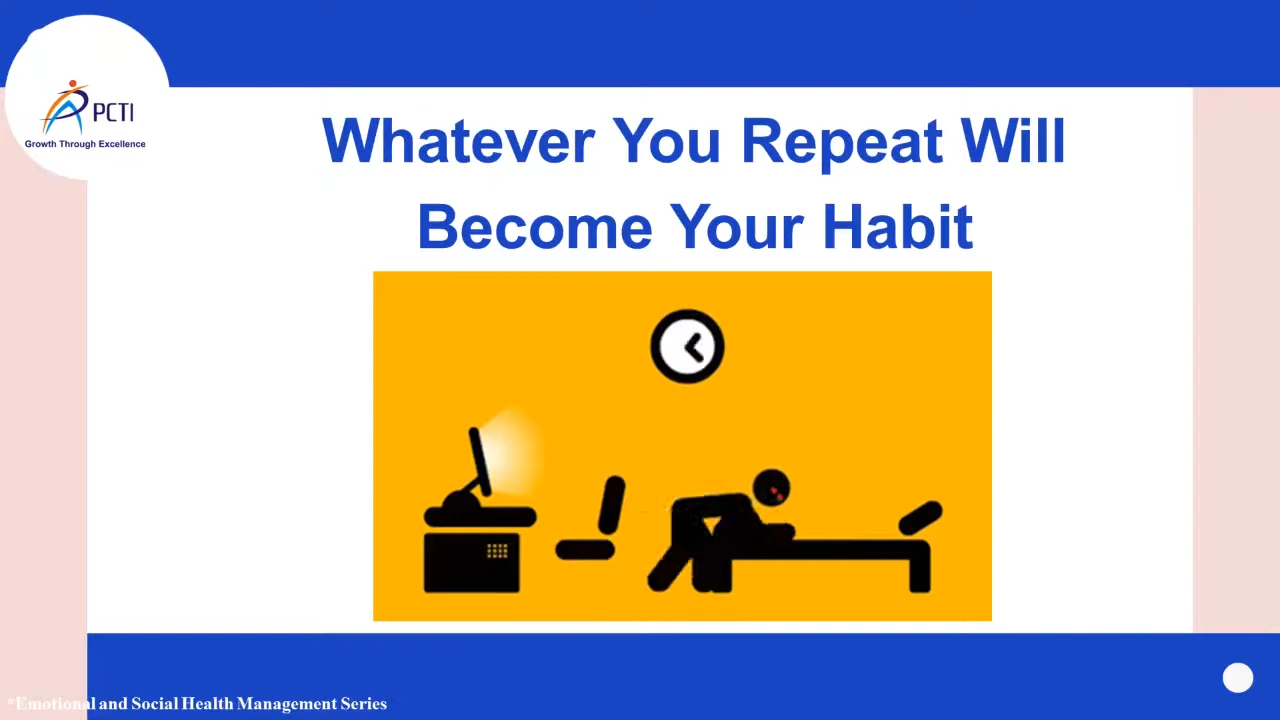 PCTI
Growth Through Excellence
Whatever You Repeat Will
Become Your Habit
*Emotional and Social Health Management Series